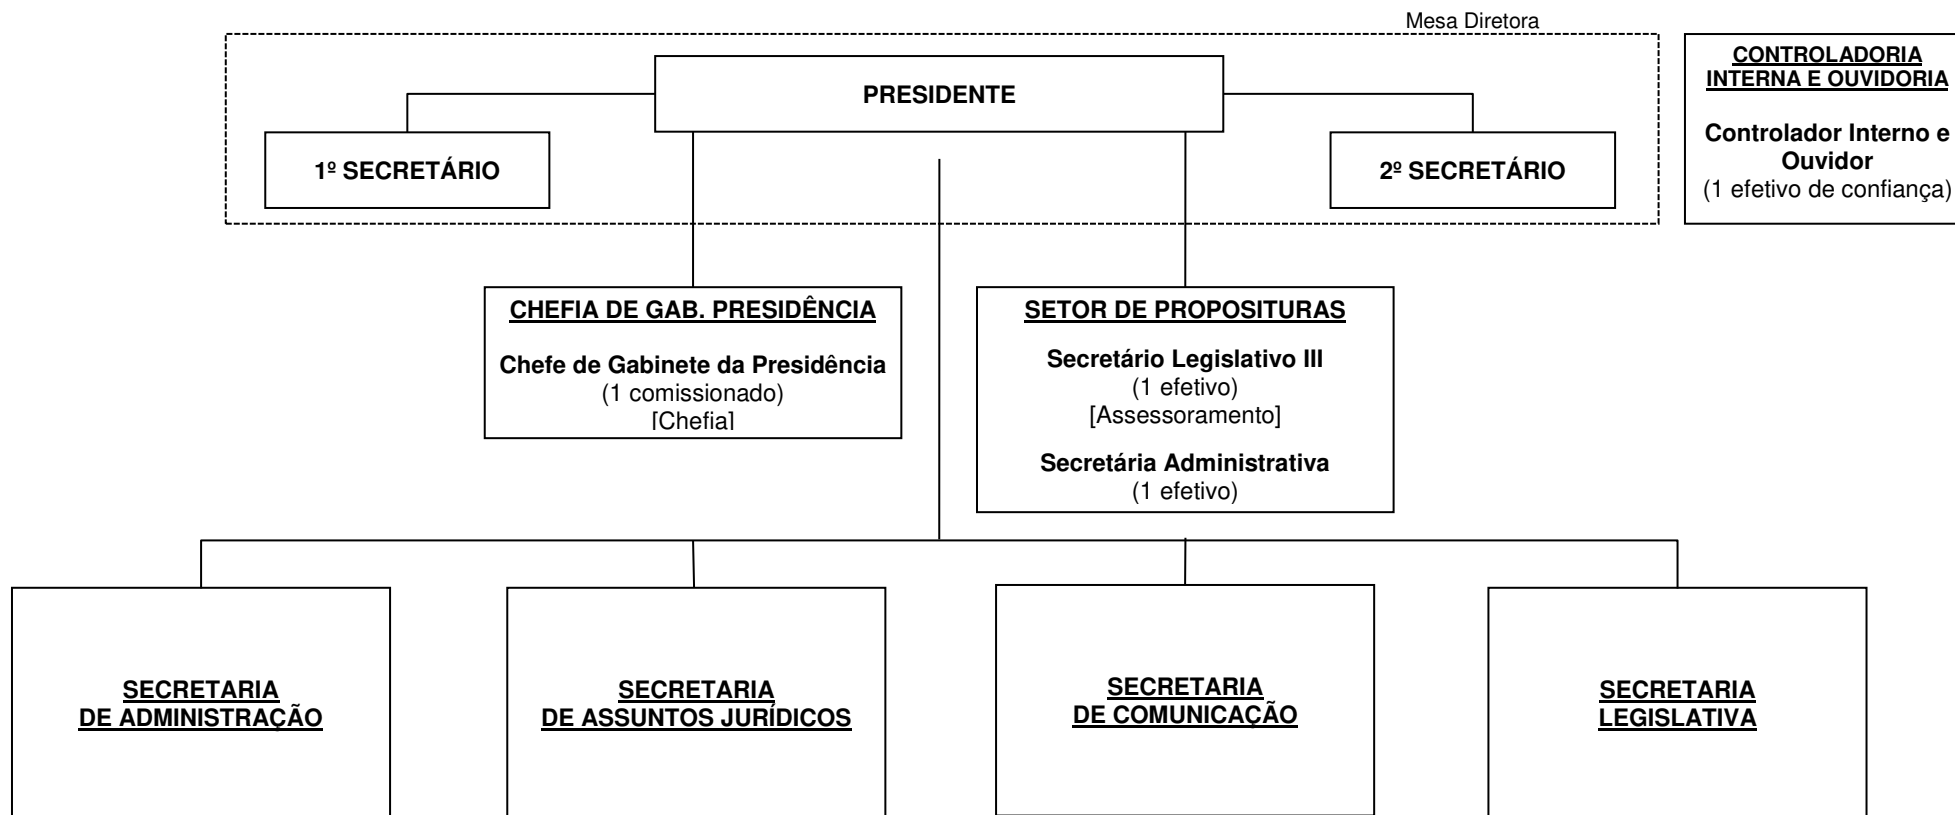 Mesa Diretora
PRESIDENTE
1º SECRETÁRIO
2º SECRETÁRIO
CONTROLADORIA
INTERNA E OUVIDORIA
Controlador Interno e
Ouvidor
(1 efetivo de confiança)
CHEFIA DE GAB. PRESIDÊNCIA
Chefe de Gabinete da Presidência
(1 comissionado)
[Chefia]
SETOR DE PROPOSITURAS
Secretário Legislativo III
(1 efetivo)
[Assessoramento]
Secretária Administrativa
(1 efetivo)
SECRETARIA
DE ADMINISTRAÇÃO
SECRETARIA
DE ASSUNTOS JURÍDICOS
SECRETARIA
DE COMUNICAÇÃO
SECRETARIA
LEGISLATIVA